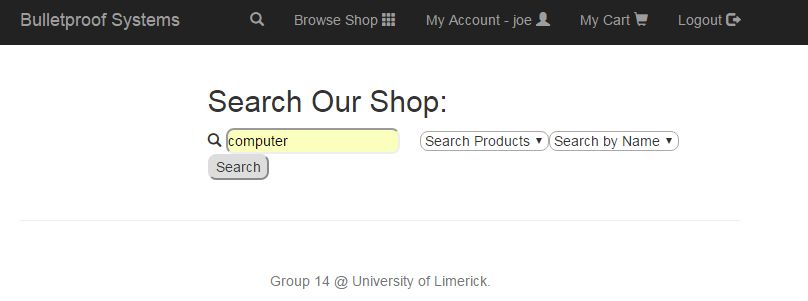 Bulletproof Systems Browse Shop My Account - joe My Cart Logout
Search Our Shop:
computer Search Products Search by Name
Search
Group 14 @ University of Limerick.